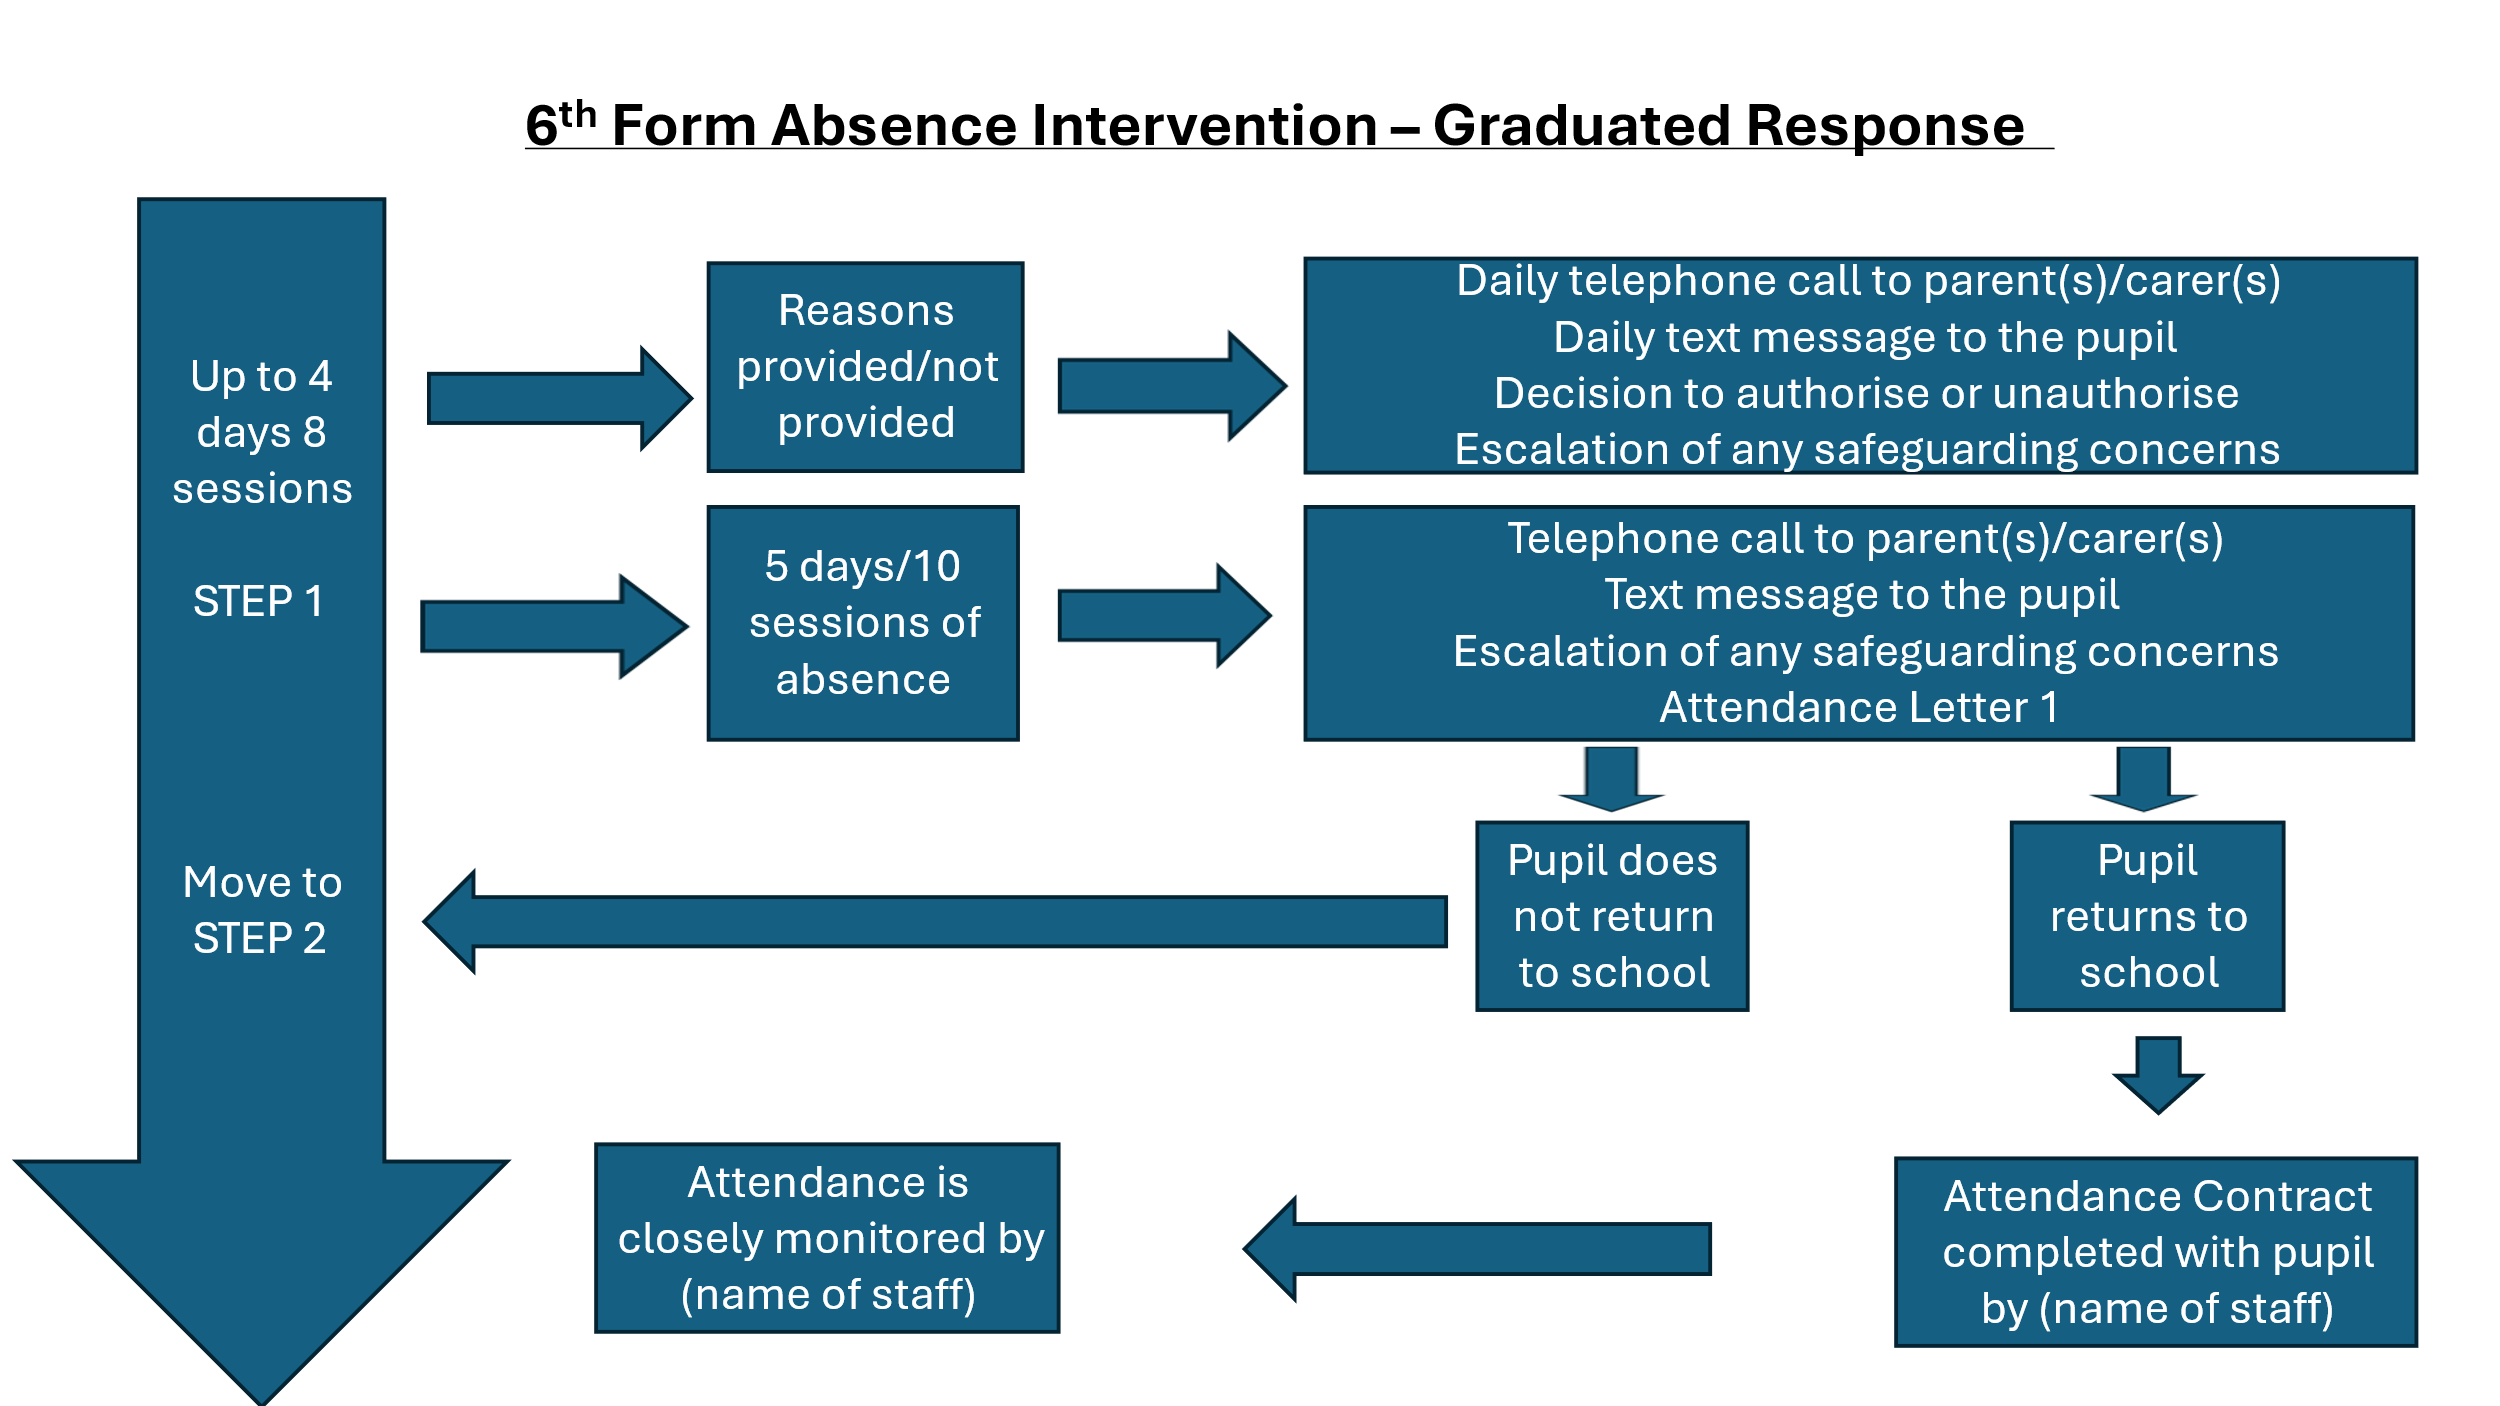 6th Form Absence Intervention – Graduated Response
Up to 4
days 8
sessions
STEP 1
Move to
STEP 2
Reasons
provided/not
provided
Daily telephone call to parent(s)/carer(s)
Daily text message to the pupil
Decision to authorise or unauthorise
Escalation of any safeguarding concerns
5 days/10
sessions of
absence
Telephone call to parent(s)/carer(s)
Text message to the pupil
Escalation of any safeguarding concerns
Attendance Letter 1
Pupil does
not return
to school
Pupil
returns to
school
Attendance Contract
completed with pupil
by (name of staff)
Attendance is
closely monitored by
(name of staff)